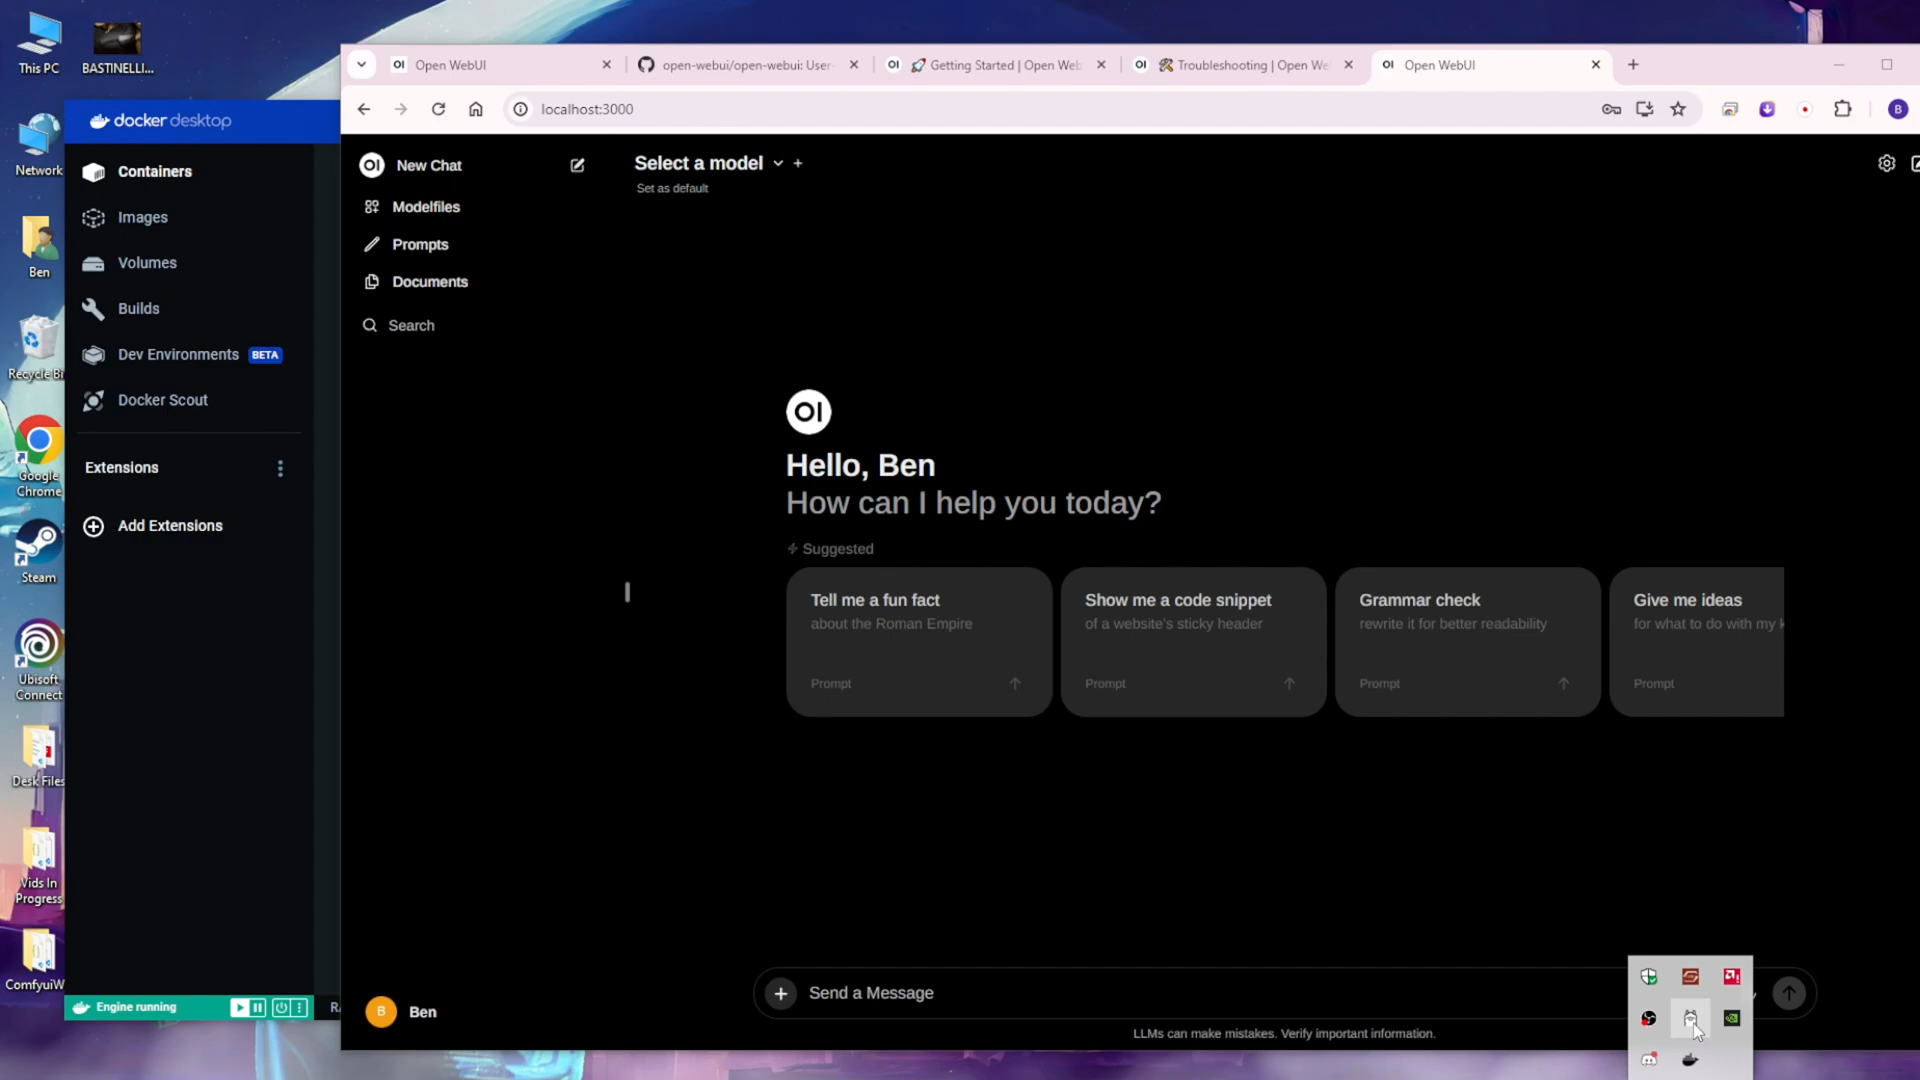 This PC
BASTINELLI...
Network
Ben
Recycle Bi
Google
Chrome
Steam
Ubisoft
Connect
Desk Files
Vids In
Progress
ComfyuiW
docker desktop
Containers
Images
Volumes
Builds
Dev Environments BETA
Docker Scout
Extensions
Add Extensions
Engine running
Open WebUI
open-webui/open-webui: User-
Getting Started | Open Web
Troubleshooting | Open We
Open WebUI
localhost:3000
B
OI New Chat
Modelfiles
Prompts
Documents
Search
B Ben
Select a model
Set as default
OI
Hello, Ben
How can I help you today?
Suggested
Tell me a fun fact
about the Roman Empire
Prompt
Show me a code snippet
of a website's sticky header
Prompt
Grammar check
rewrite it for better readability
Prompt
Give me ideas
for what to do with my
Prompt
Send a Message
LLMs can make mistakes. Verify important information.